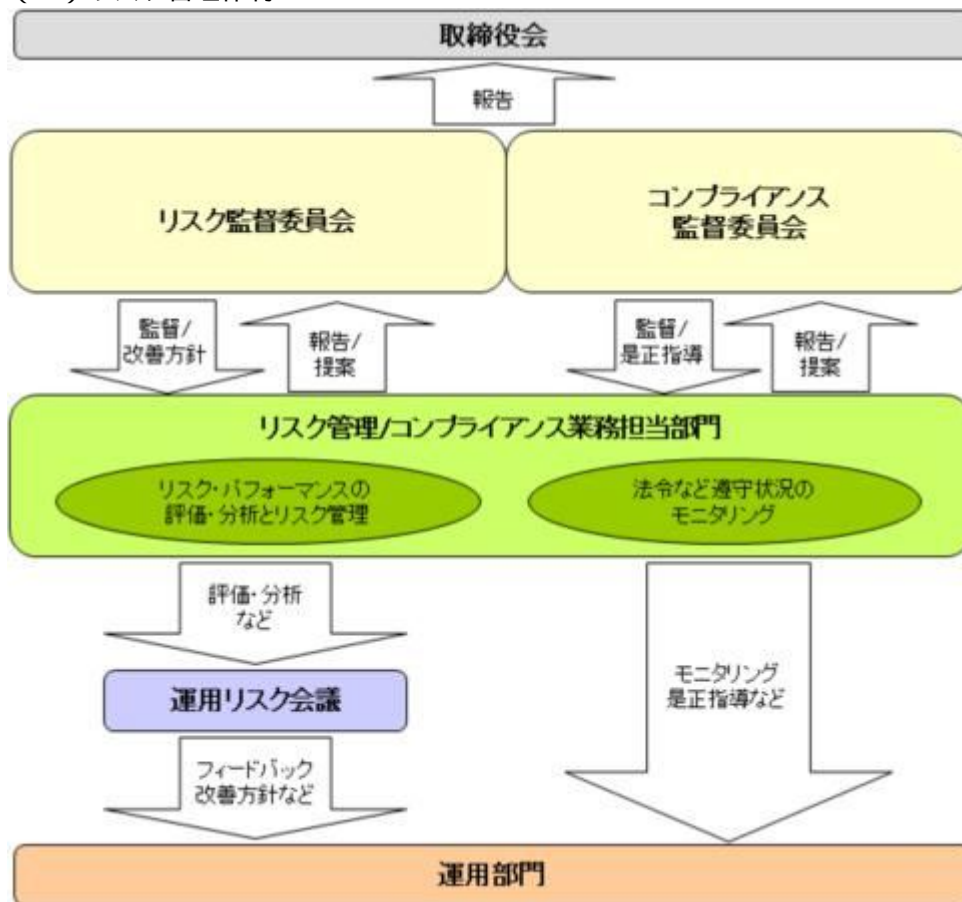 取締役会
報告
リスク監督委員会
コンプライアンス
監督委員会
監督/
改善方針
報告/
提案
監督/
是正指導
報告/
提案
リスク管理/コンプライアンス業務担当部門
リスク・パフォーマンスの
評価・分析とリスク管理
法令など遵守状況の
モニタリング
評価・分析
など
運用リスク会議
モニタリング
是正指導など
フィードバック
改善方針など
運用部門